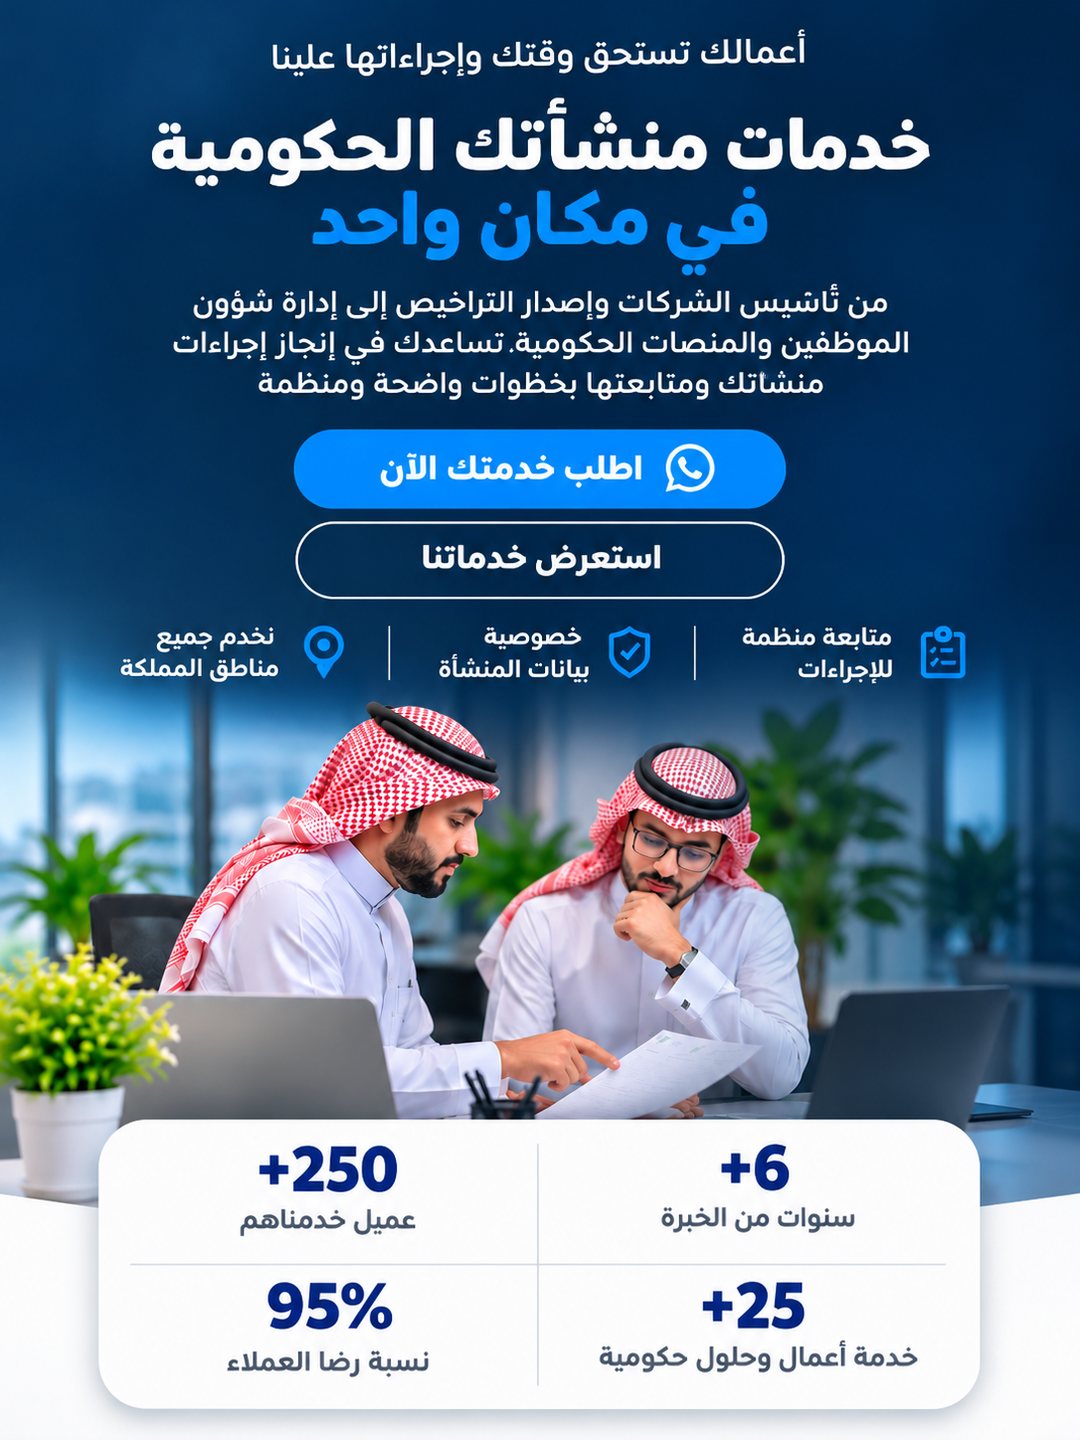 أعمالك تستحق وقتك وإجراءاتها علينا
خدمات منشأتك الحكومية
في مكان واحد
من تأسيس الشركات وإصدار التراخيص إلى إدارة شؤون
الموظفين والمنصات الحكومية. تساعدك في إنجاز إجراءات
منشأتك ومتابعتها بخظوات واضحة ومنظمة
اطلب خدمتك الآن
استعرض خدماتنا
متابعة منظمة
للإجراءات
خصوصية
بيانات المنشأة
نخدم جميع
مناطق المملكة
+6
سنوات من الخبرة
+250
عميل خدمناهم
+25
خدمة أعمال وحلول حكومية
95%
نسبة رضا العملاء